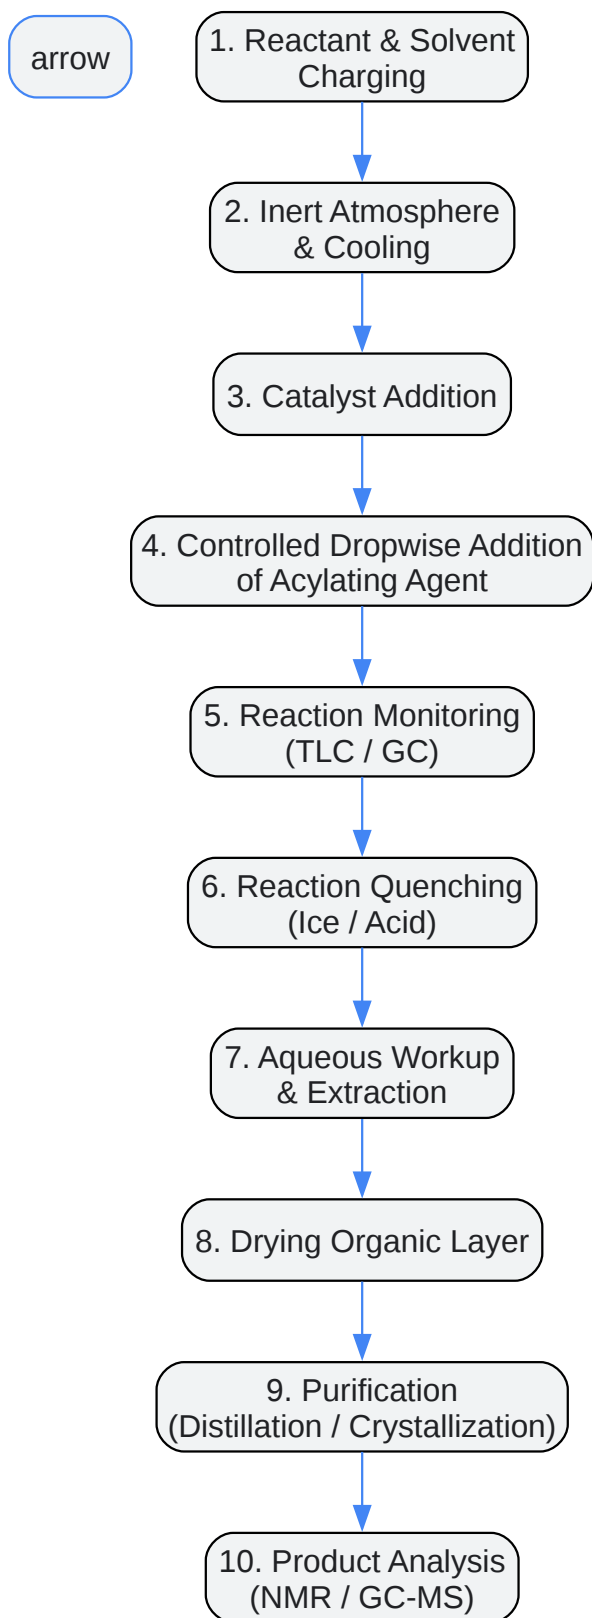 arrow
1. Reactant & Solvent
Charging
2. Inert Atmosphere
& Cooling
3. Catalyst Addition
4. Controlled Dropwise Addition
of Acylating Agent
5. Reaction Monitoring
(TLC / GC)
6. Reaction Quenching
(Ice / Acid)
7. Aqueous Workup
& Extraction
8. Drying Organic Layer
9. Purification
(Distillation / Crystallization)
10. Product Analysis
(NMR / GC-MS)